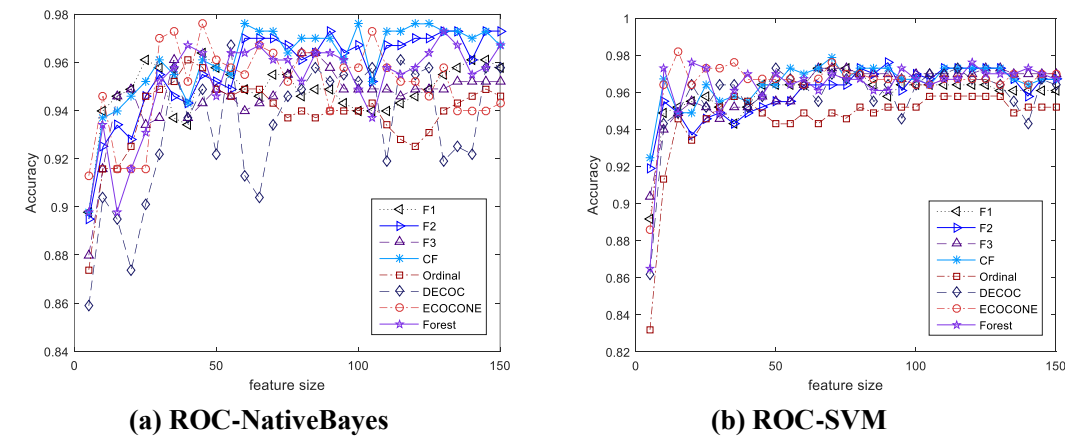 0.98
0.96
0.94
0.92
0.9
0.88
0.86
0.84
Accuracy
0
50
100
150
feature size
F1
F2
F3
CF
Ordinal
DECOC
ECOCONE
Forest
(a) ROC-NativeBayes
1
0.98
0.96
0.94
0.92
0.9
0.88
0.86
0.84
0.82
Accuracy
0
50
100
150
feature size
F1
F2
F3
CF
Ordinal
DECOC
ECOCONE
Forest
(b) ROC-SVM